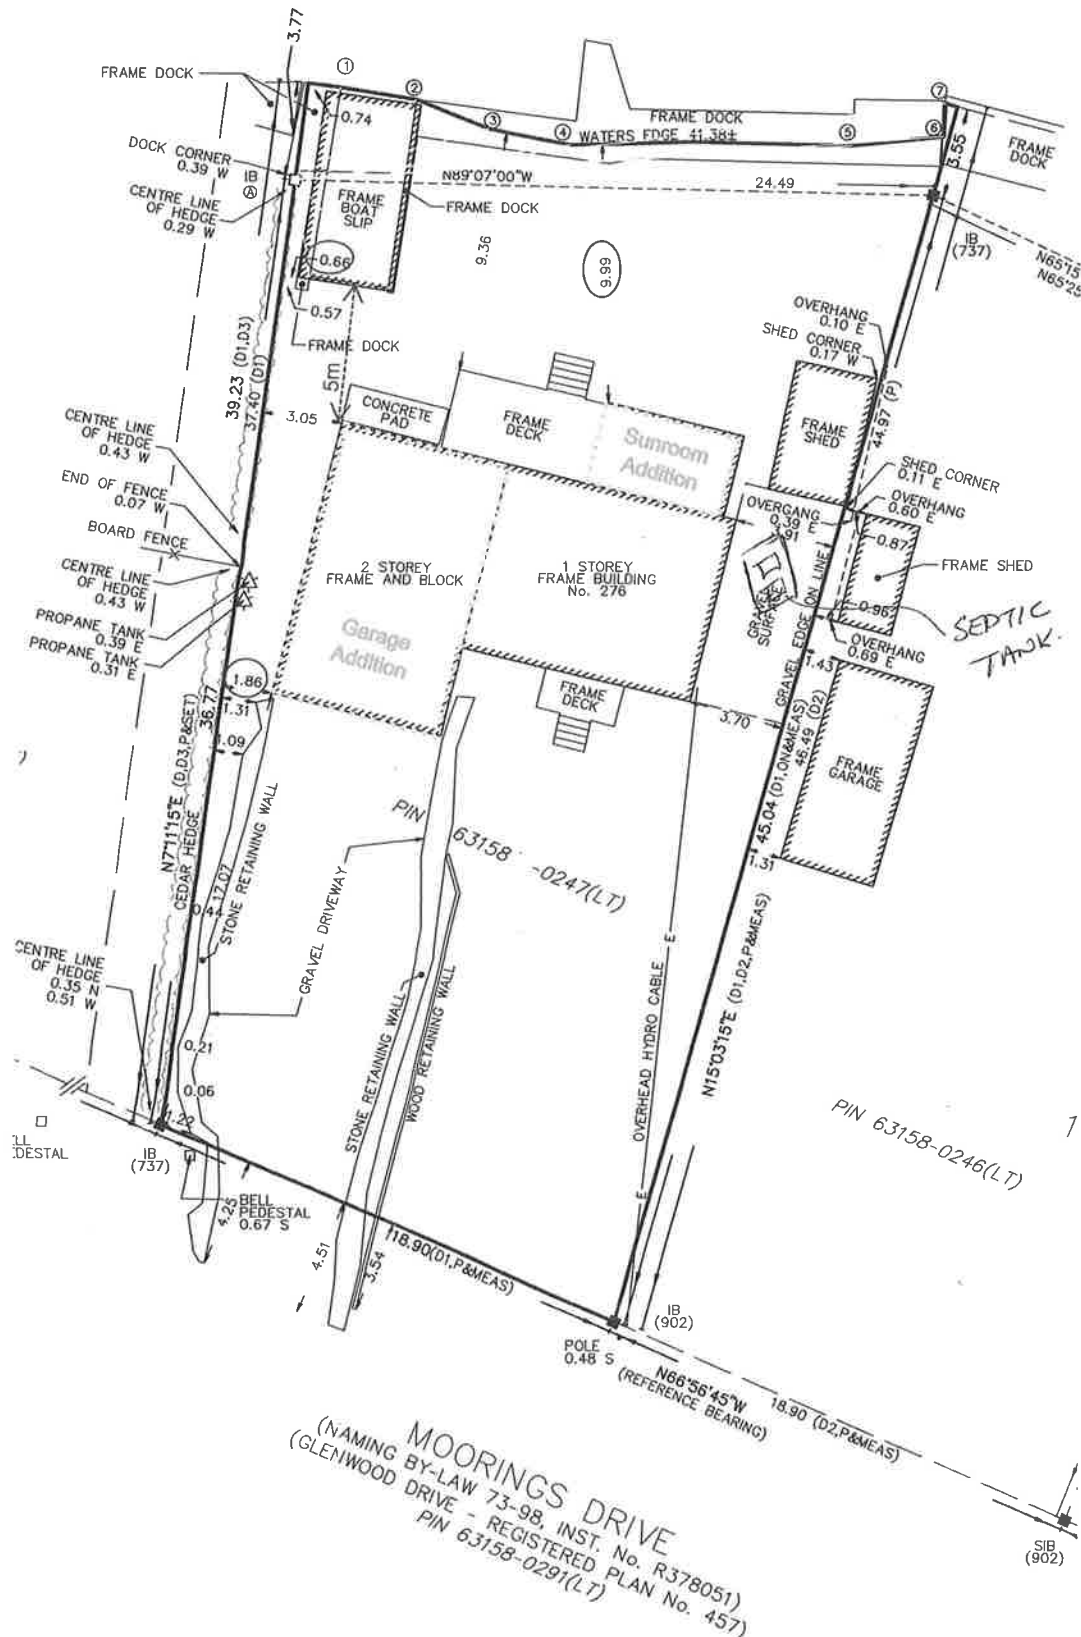 3.77
FRAME DOCK
1
2
3
4
5
6
7
0.74
FRAME DOCK
WATERS EDGE 41.38±
3.55
FRAME
DOCK
DOCK CORNER
0.39 W
IB
A
CENTRE LINE
OF HEDGE
0.29 W
N89°07'00"W
24.49
FRAME
BOAT
SLIP
FRAME DOCK
9.36
9.99
IB
(737)
N65°15
N65°25
0.66
0.57
FRAME DOCK
OVERHANG
0.10 E
SHED CORNER
0.17 W
39.23 (D1,D3)
37.40 (D1)
5m
3.05
CONCRETE
PAD
FRAME
DECK
Sunroom
Addition
FRAME
SHED
44.97 (P)
CENTRE LINE
OF HEDGE
0.43 W
END OF FENCE
0.07 W
BOARD FENCE
CENTRE LINE
OF HEDGE
0.43 W
PROPANE TANK
0.39 E
PROPANE TANK
0.31 E
SHED CORNER
0.11 E
OVERHANG
0.60 E
OVERGANG
0.39 E
.91
0.87
FRAME SHED
2 STOREY
FRAME AND BLOCK
1 STOREY
FRAME BUILDING
No. 276
GRAVEL
SURFACE
GRAVEL EDGE ON LINE
0.96
SEPTIC
TANK.
OVERHANG
0.69 E
Garage
Addition
1.86
1.31
1.09
36.77
FRAME
DECK
3.70
1.43
45.04 (D1,ON&MEAS)
46.49 (D2)
FRAME
GARAGE
1.31
N7°11'15"E (D,D3,P&SET)
CEDAR HEDGE
17.07
0.44
STONE RETAINING WALL
GRAVEL DRIVEWAY
PIN 63158-0247(LT)
STONE RETAINING WALL
WOOD RETAINING WALL
OVERHEAD HYDRO CABLE
E
E
N15°03'15"E (D1,D2,P&MEAS)
CENTRE LINE
OF HEDGE
0.35 N
0.51 W
0.21
0.06
1.22
PIN 63158-0246(LT)
1
LL
DESTAL
IB
(737)
BELL
PEDESTAL
0.67 S
4.25
4.51
3.54
18.90(D1,P&MEAS)
IB
(902)
POLE
0.48 S
N66°56'45"W
(REFERENCE BEARING)
18.90 (D2,P&MEAS)
SIB
(902)
MOORINGS DRIVE
(NAMING BY-LAW 73-98, INST. No. R378051)
(GLENWOOD DRIVE - REGISTERED PLAN No. 457)
PIN 63158-0291(LT)